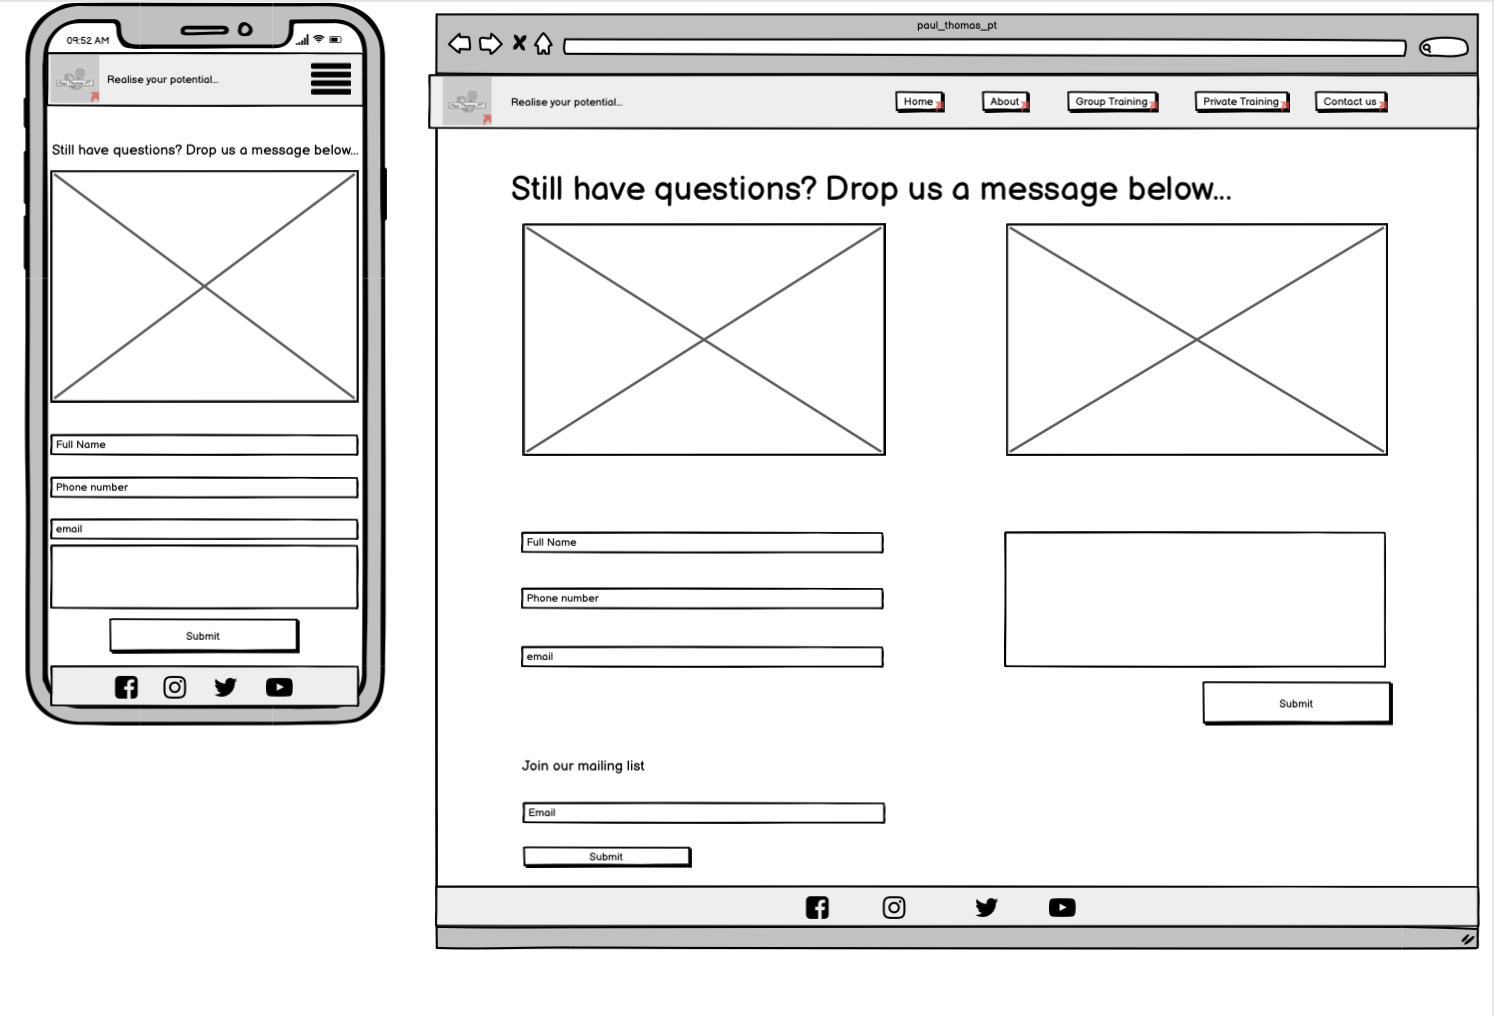 09:52 AM
Realise your potential...
Still have questions? Drop us a message below...
Full Name
Phone number
email
Submit
paul_thomas_pt
Realise your potential...
Home
About
Group Training
Private Training
Contact us
Still have questions? Drop us a message below...
Full Name
Phone number
email
Submit
Join our mailing list
Email
Submit